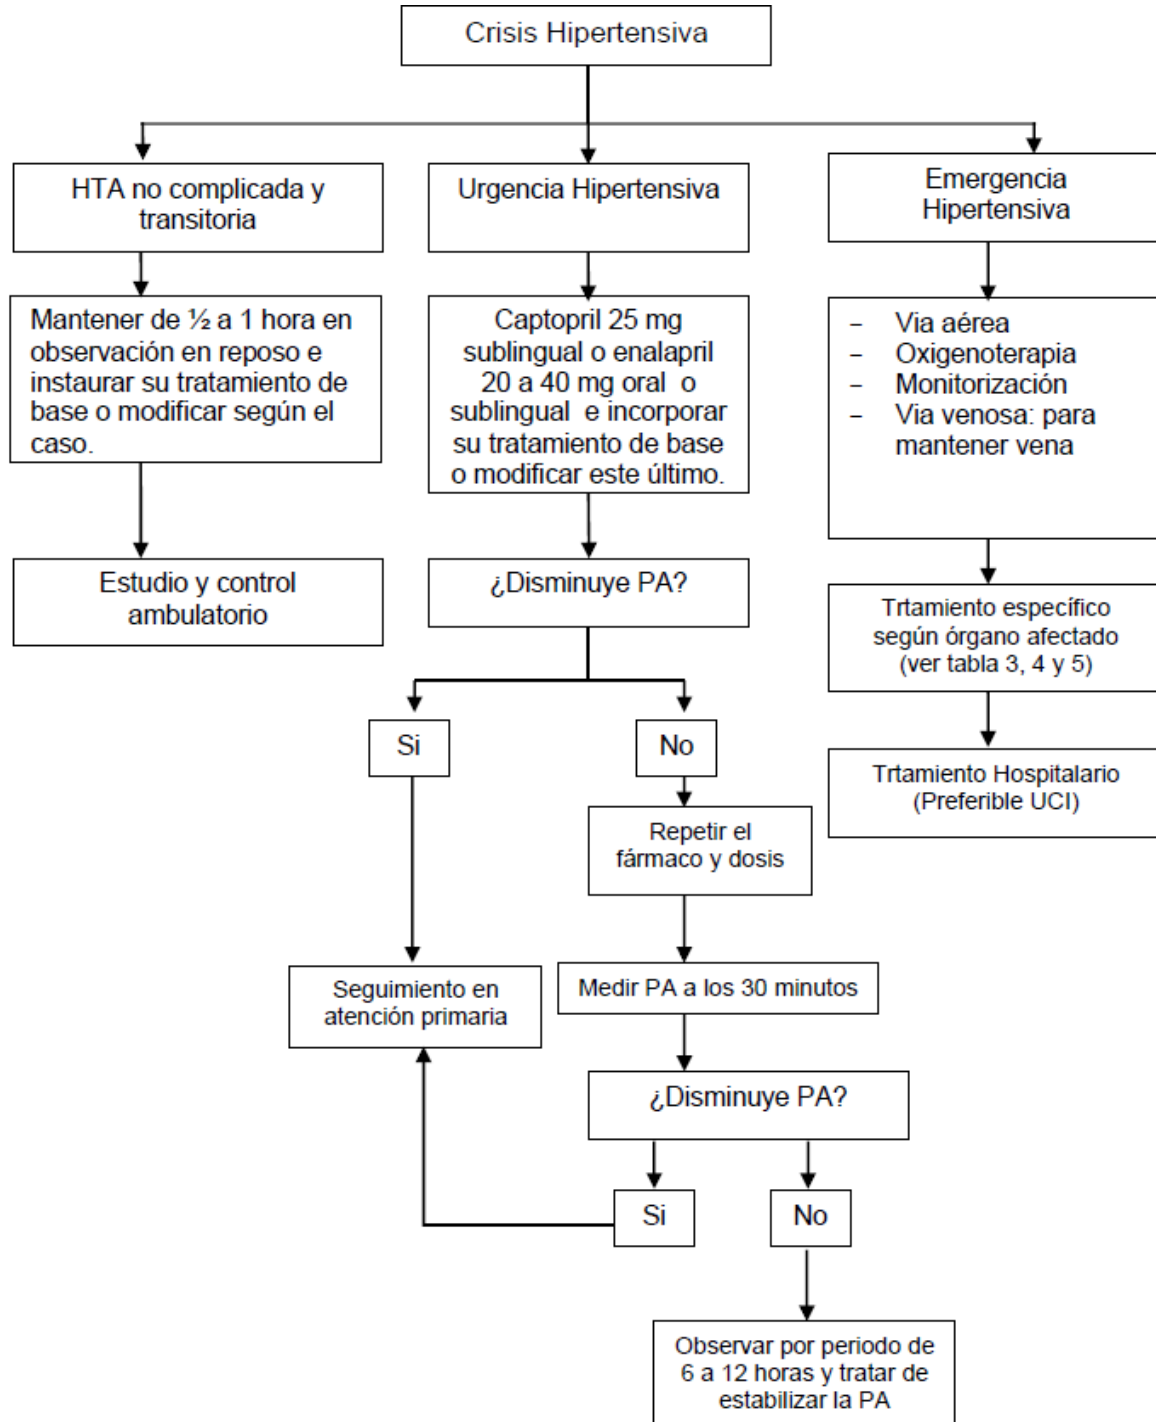 Crisis Hipertensiva
HTA no complicada y
transitoria
Urgencia Hipertensiva
Emergencia
Hipertensiva
Mantener de ½ a 1 hora en
observación en reposo e
instaurar su tratamiento de
base o modificar según el
caso.
Captopril 25 mg
sublingual o enalapril
20 a 40 mg oral o
sublingual e incorporar
su tratamiento de base
o modificar este último.
– Via aérea
– Oxigenoterapia
– Monitorización
– Via venosa: para
mantener vena
Estudio y control
ambulatorio
¿Disminuye PA?
Trtamiento específico
según órgano afectado
(ver tabla 3, 4 y 5)
Si
No
Trtamiento Hospitalario
(Preferible UCI)
Repetir el
fármaco y dosis
Seguimiento en
atención primaria
Medir PA a los 30 minutos
¿Disminuye PA?
Si
No
Observar por periodo de
6 a 12 horas y tratar de
estabilizar la PA